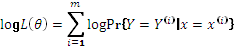 logL(θ) = ∑_{i=1}^{m} logPr{Y = Y^{(i)}|x = x^{(i)}}